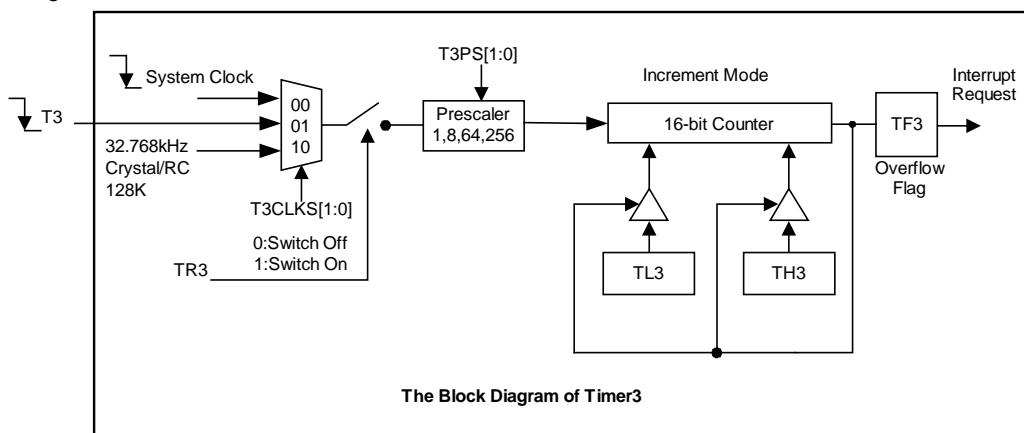 T3PS[1:0]
System Clock
Increment Mode
Interrupt
Request
T3
00
01
10
Prescaler
1,8,64,256
16-bit Counter
TF3
32.768kHz
Crystal/RC
128K
Overflow
Flag
T3CLKS[1:0]
0:Switch Off
1:Switch On
TR3
TL3
TH3
The Block Diagram of Timer3